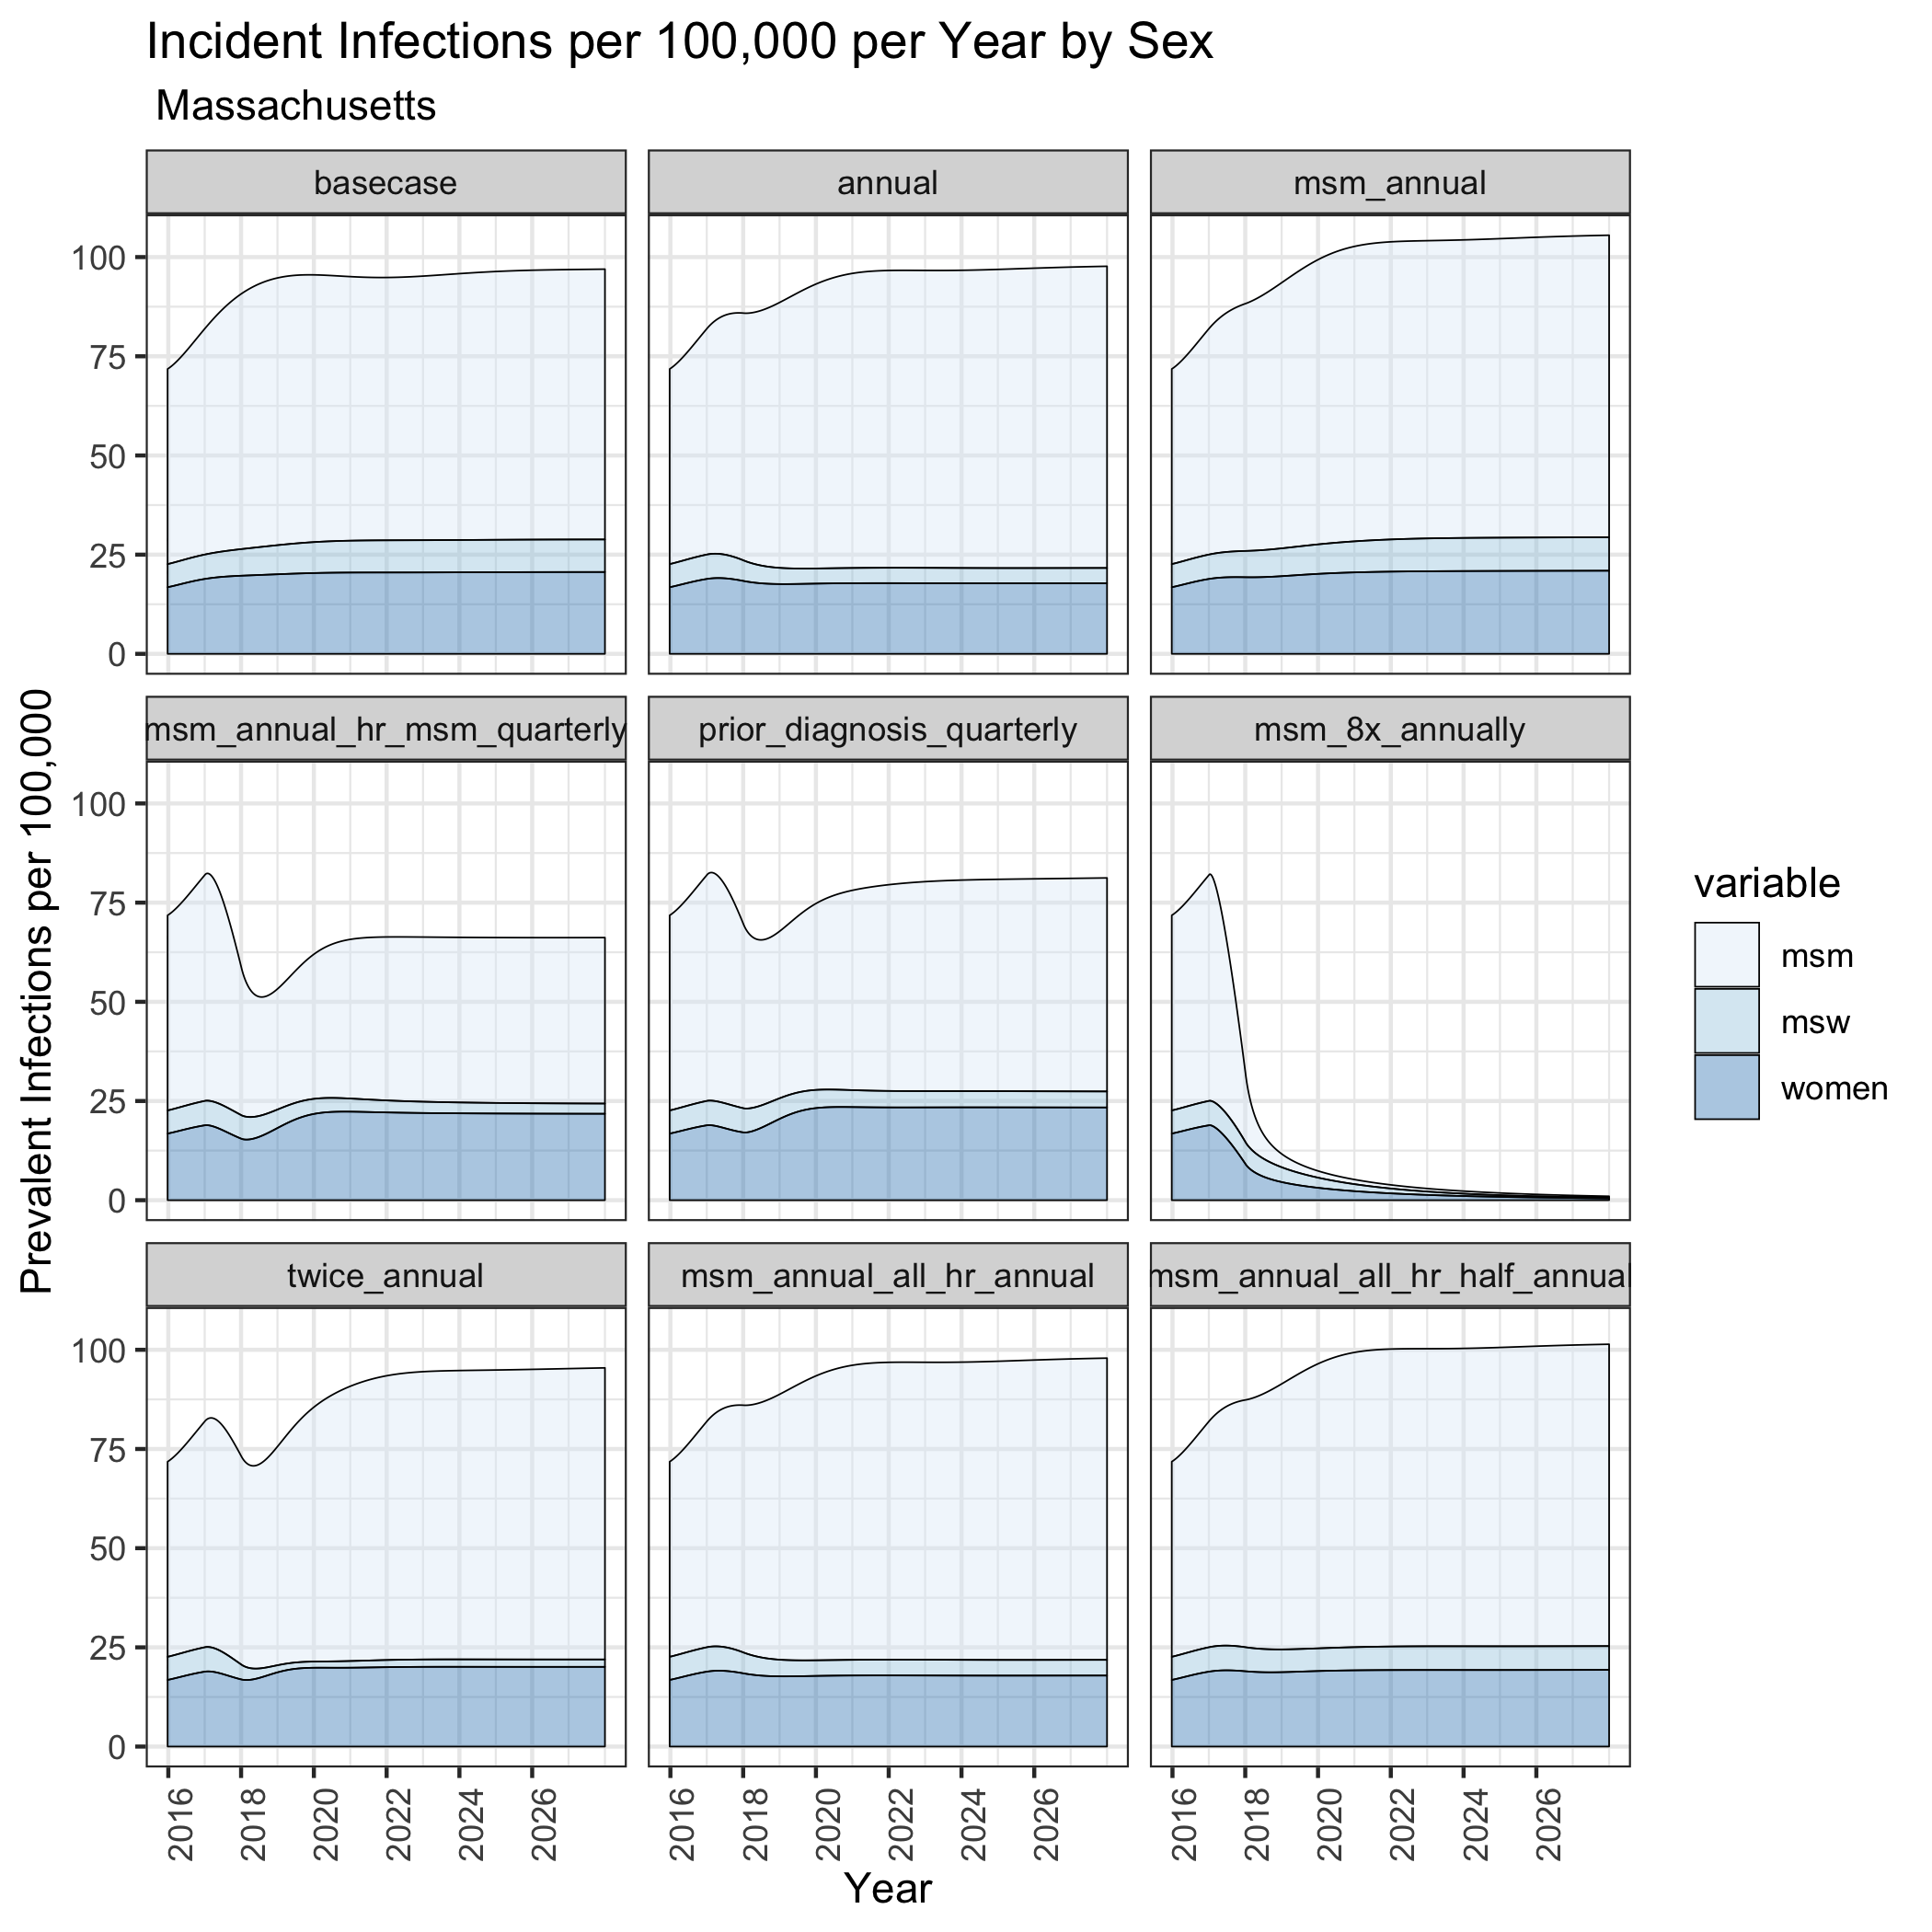 Incident Infections per 100,000 per Year by Sex
Massachusetts
basecase
annual
msm_annual
100
75
50
25
0
msm_annual_hr_msm_quarterly
prior_diagnosis_quarterly
msm_8x_annually
100
75
50
25
0
twice_annual
msm_annual_all_hr_annual
msm_annual_all_hr_half_annual
100
75
50
25
0
2016 2018 2020 2022 2024 2026
2016 2018 2020 2022 2024 2026
2016 2018 2020 2022 2024 2026
Year
Prevalent Infections per 100,000
variable
msm
msw
women